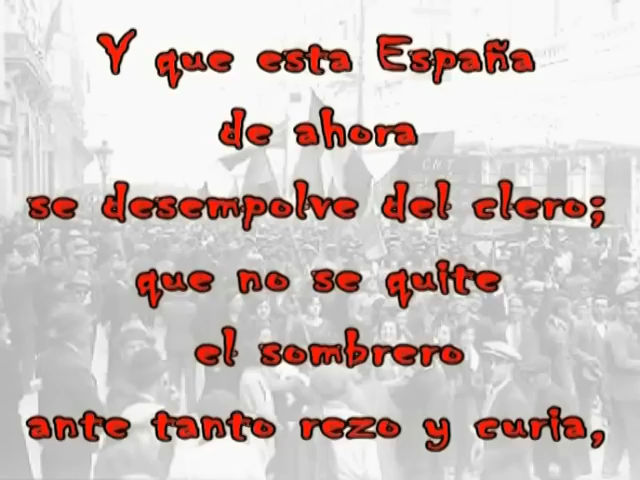 Y que esta España
de ahora
CNT
se desempolve del clero;
que no se quite
el sombrero
ante tanto rezo y curia,